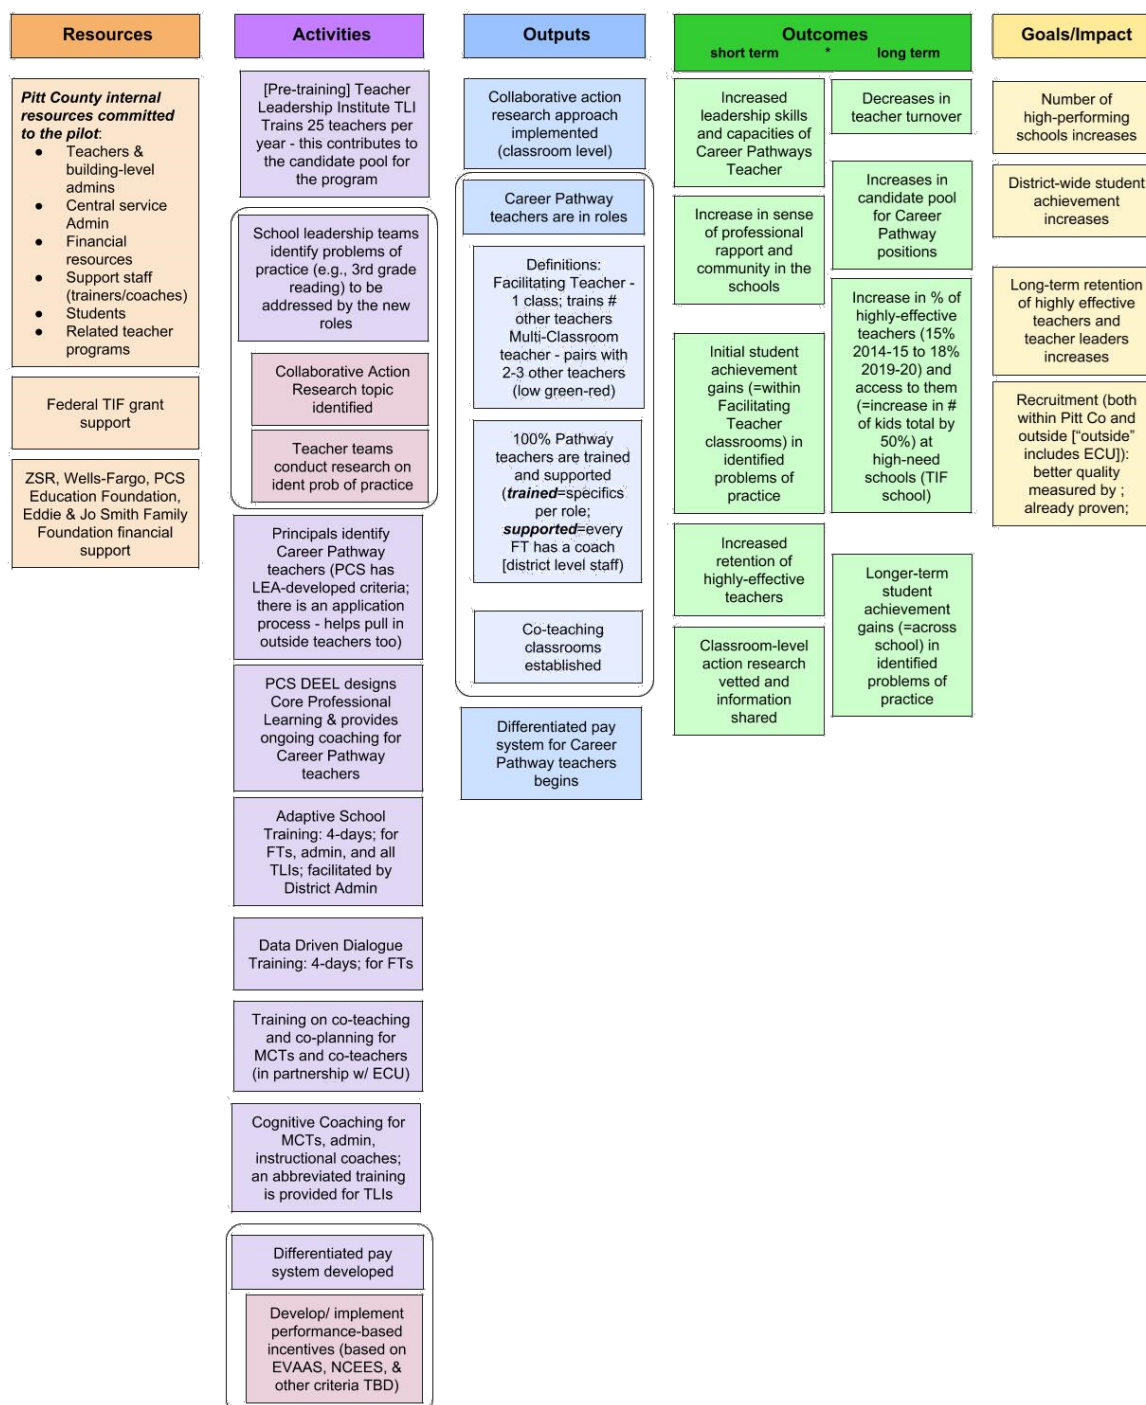 Resources
Pitt County internal
resources committed
to the pilot:
● Teachers &
building-level
admins
● Central service
Admin
● Financial
resources
● Support staff
(trainers/coaches)
● Students
● Related teacher
programs
Federal TIF grant
support
ZSR, Wells-Fargo, PCS
Education Foundation,
Eddie & Jo Smith Family
Foundation financial
support
Activities
[Pre-training] Teacher
Leadership Institute TLI
Trains 25 teachers per
year - this contributes to
the candidate pool for
the program
School leadership teams
identify problems of
practice (e.g., 3rd grade
reading) to be
addressed by the new
roles
Collaborative Action
Research topic
identified
Teacher teams
conduct research on
ident prob of practice
Principals identify
Career Pathway
teachers (PCS has
LEA-developed criteria;
there is an application
process - helps pull in
outside teachers too)
PCS DEEL designs
Core Professional
Learning & provides
ongoing coaching for
Career Pathway
teachers
Adaptive School
Training: 4-days; for
FTs, admin, and all
TLIs; facilitated by
District Admin
Data Driven Dialogue
Training: 4-days; for FTs
Training on co-teaching
and co-planning for
MCTs and co-teachers
(in partnership w/ ECU)
Cognitive Coaching for
MCTs, admin,
instructional coaches;
an abbreviated training
is provided for TLIs
Differentiated pay
system developed
Develop/ implement
performance-based
incentives (based on
EVAAS, NCEES, &
other criteria TBD)
Outputs
Collaborative action
research approach
implemented
(classroom level)
Career Pathway
teachers are in roles
Definitions:
Facilitating Teacher -
1 class; trains #
other teachers
Multi-Classroom
teacher - pairs with
2-3 other teachers
(low green-red)
100% Pathway
teachers are trained
and supported
(trained=specifics
per role;
supported=every
FT has a coach
[district level staff)
Co-teaching
classrooms
established
Differentiated pay
system for Career
Pathway teachers
begins
Outcomes
short term * long term
Increased
leadership skills
and capacities of
Career Pathways
Teacher
Increase in sense
of professional
rapport and
community in the
schools
Initial student
achievement
gains (=within
Facilitating
Teacher
classrooms) in
identified
problems of
practice
Increased
retention of
highly-effective
teachers
Classroom-level
action research
vetted and
information
shared
Decreases in
teacher turnover
Increases in
candidate pool
for Career
Pathway
positions
Increase in % of
highly-effective
teachers (15%
2014-15 to 18%
2019-20) and
access to them
(=increase in #
of kids total by
50%) at
high-need
schools (TIF
school)
Longer-term
student
achievement
gains (=across
school) in
identified
problems of
practice
Goals/Impact
Number of
high-performing
schools increases
District-wide student
achievement
increases
Long-term retention
of highly effective
teachers and
teacher leaders
increases
Recruitment (both
within Pitt Co and
outside ["outside"
includes ECU]):
better quality
measured by ;
already proven;